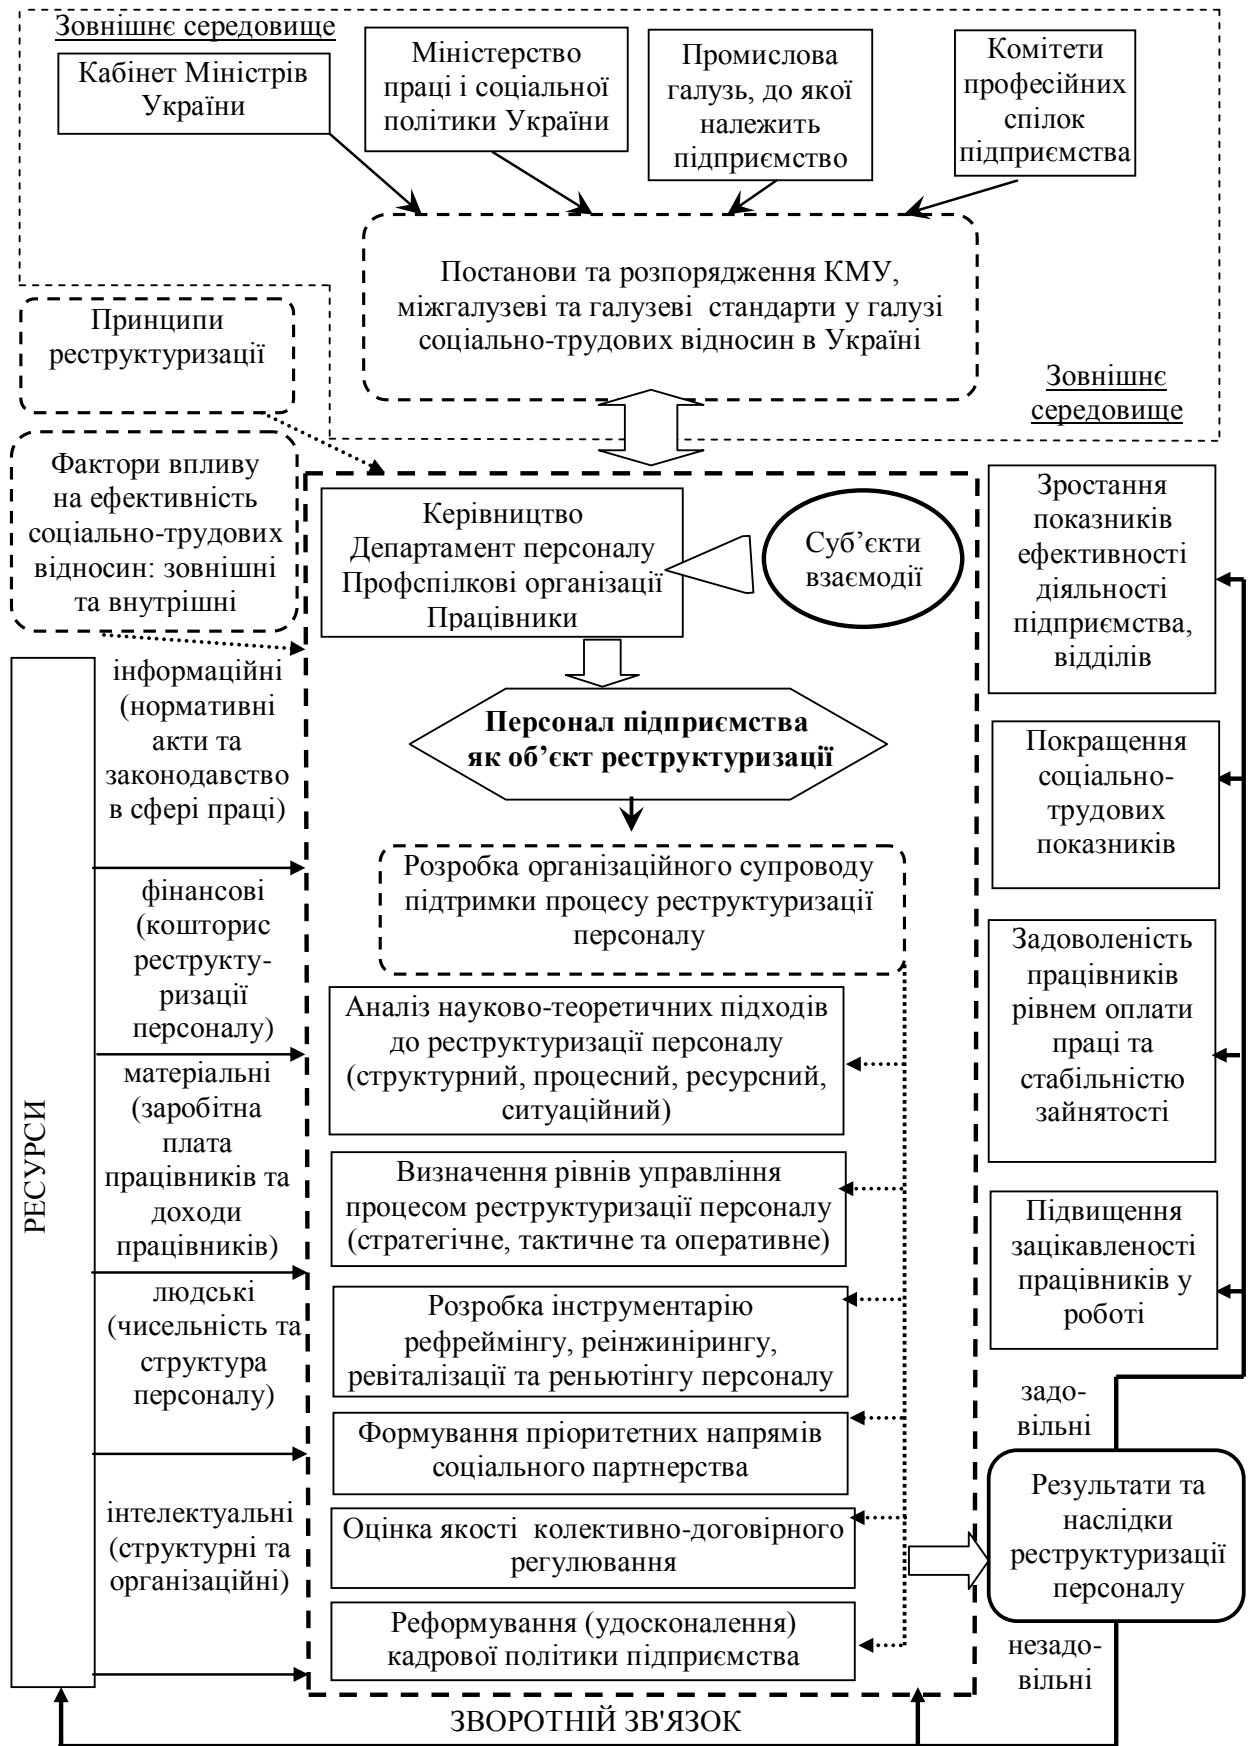 Зовнішнє середовище
Кабінет Міністрів
України
Міністерство
праці і соціальної
політики України
Промислова
галузь, до якої
належить
підприємство
Комітети
професійних
спілок
підприємства
Постанови та розпорядження КМУ,
міжгалузеві та галузеві стандарти у галузі
соціально-трудових відносин в Україні
Зовнішнє
середовище
Принципи
реструктуризації
Фактори впливу
на ефективність
соціально-трудових
відносин: зовнішні
та внутрішні
Керівництво
Департамент персоналу
Профспілкові організації
Працівники
Суб’єкти
взаємодії
Персонал підприємства
як об’єкт реструктуризації
Розробка організаційного супроводу
підтримки процесу реструктуризації
персоналу
Аналіз науково-теоретичних підходів
до реструктуризації персоналу
(структурний, процесний, ресурсний,
ситуаційний)
Визначення рівнів управління
процесом реструктуризації персоналу
(стратегічне, тактичне та оперативне)
Розробка інструментарію
рефреймінгу, реінжинірингу,
ревіталізації та реньютінгу персоналу
Формування пріоритетних напрямів
соціального партнерства
Оцінка якості колективно-договірного
регулювання
Реформування (удосконалення)
кадрової політики підприємства
РЕСУРСИ
інформаційні
(нормативні
акти та
законодавство
в сфері праці)
фінансові
(кошторис
реструкту-
ризації
персоналу)
матеріальні
(заробітна
плата
працівників та
доходи
працівників)
людські
(чисельність та
структура
персоналу)
інтелектуальні
(структурні та
організаційні)
Зростання
показників
ефективності
діяльності
підприємства,
відділів
Покращення
соціально-
трудових
показників
Задоволеність
працівників
рівнем оплати
праці та
стабільністю
зайнятості
Підвищення
зацікавленості
працівників у
роботі
задо-
вільні
Результати та
наслідки
реструктуризації
персоналу
незадо-
вільні
ЗВОРОТНІЙ ЗВ'ЯЗОК